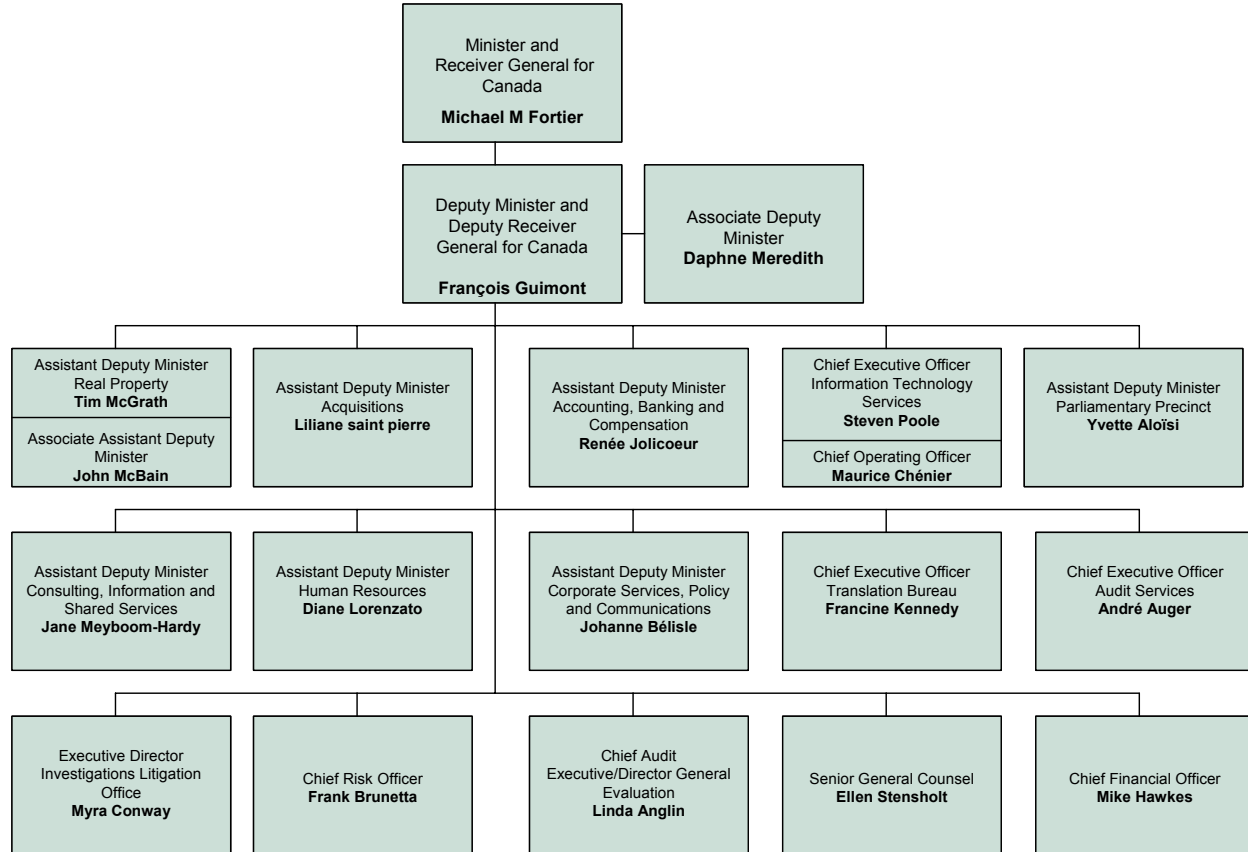 Minister and
Receiver General for
Canada
Michael M Fortier
Deputy Minister and
Deputy Receiver
General for Canada
François Guimont
Associate Deputy
Minister
Daphne Meredith
Assistant Deputy Minister
Real Property
Tim McGrath
Associate Assistant Deputy
Minister
John McBain
Assistant Deputy Minister
Acquisitions
Liliane saint pierre
Assistant Deputy Minister
Accounting, Banking and
Compensation
Renée Jolicoeur
Chief Executive Officer
Information Technology
Services
Steven Poole
Chief Operating Officer
Maurice Chénier
Assistant Deputy Minister
Parliamentary Precinct
Yvette Aloïsi
Assistant Deputy Minister
Consulting, Information and
Shared Services
Jane Meyboom-Hardy
Assistant Deputy Minister
Human Resources
Diane Lorenzato
Assistant Deputy Minister
Corporate Services, Policy
and Communications
Johanne Bélisle
Chief Executive Officer
Translation Bureau
Francine Kennedy
Chief Executive Officer
Audit Services
André Auger
Executive Director
Investigations Litigation
Office
Myra Conway
Chief Risk Officer
Frank Brunetta
Chief Audit
Executive/Director General
Evaluation
Linda Anglin
Senior General Counsel
Ellen Stensholt
Chief Financial Officer
Mike Hawkes